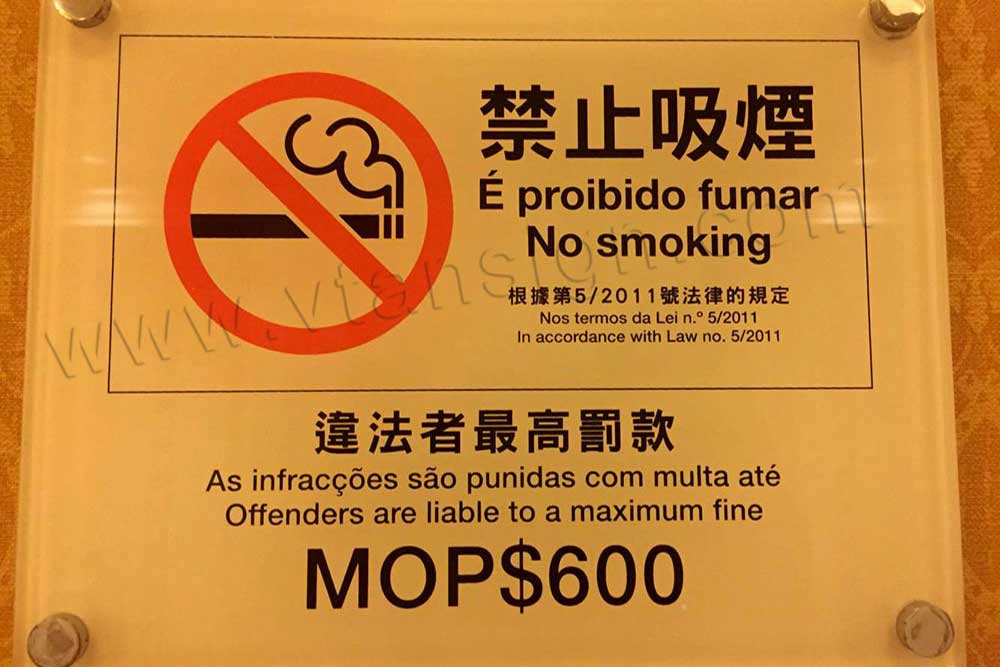 禁止吸煙
É proibido fumar
No smoking
根據第5/2011號法律的規定
Nos termos da Lei n.º 5/2011
In accordance with Law no. 5/2011
www.vtansign.com
違法者最高罰款
As infracções são punidas com multa até
Offenders are liable to a maximum fine
MOP$600